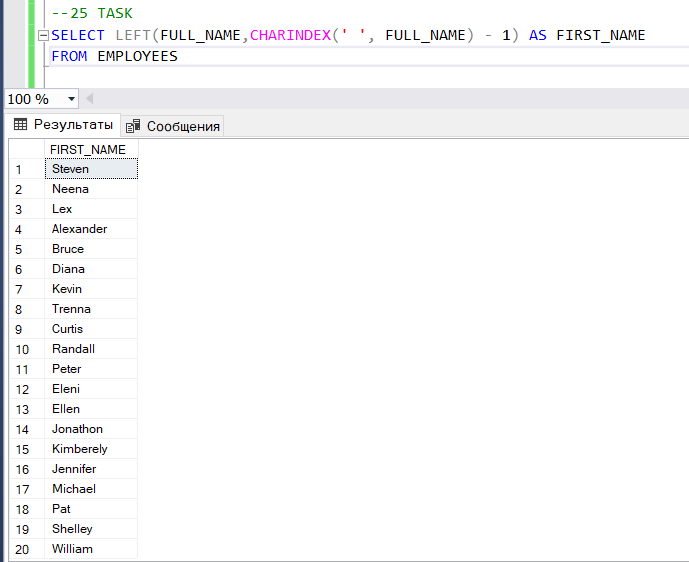 --25 TASK
SELECT LEFT(FULL_NAME,CHARINDEX(' ', FULL_NAME) - 1) AS FIRST_NAME
FROM EMPLOYEES
100 %
Результаты Сообщения
FIRST_NAME
1 Steven
2 Neena
3 Lex
4 Alexander
5 Bruce
6 Diana
7 Kevin
8 Trenna
9 Curtis
10 Randall
11 Peter
12 Eleni
13 Ellen
14 Jonathon
15 Kimberely
16 Jennifer
17 Michael
18 Pat
19 Shelley
20 William